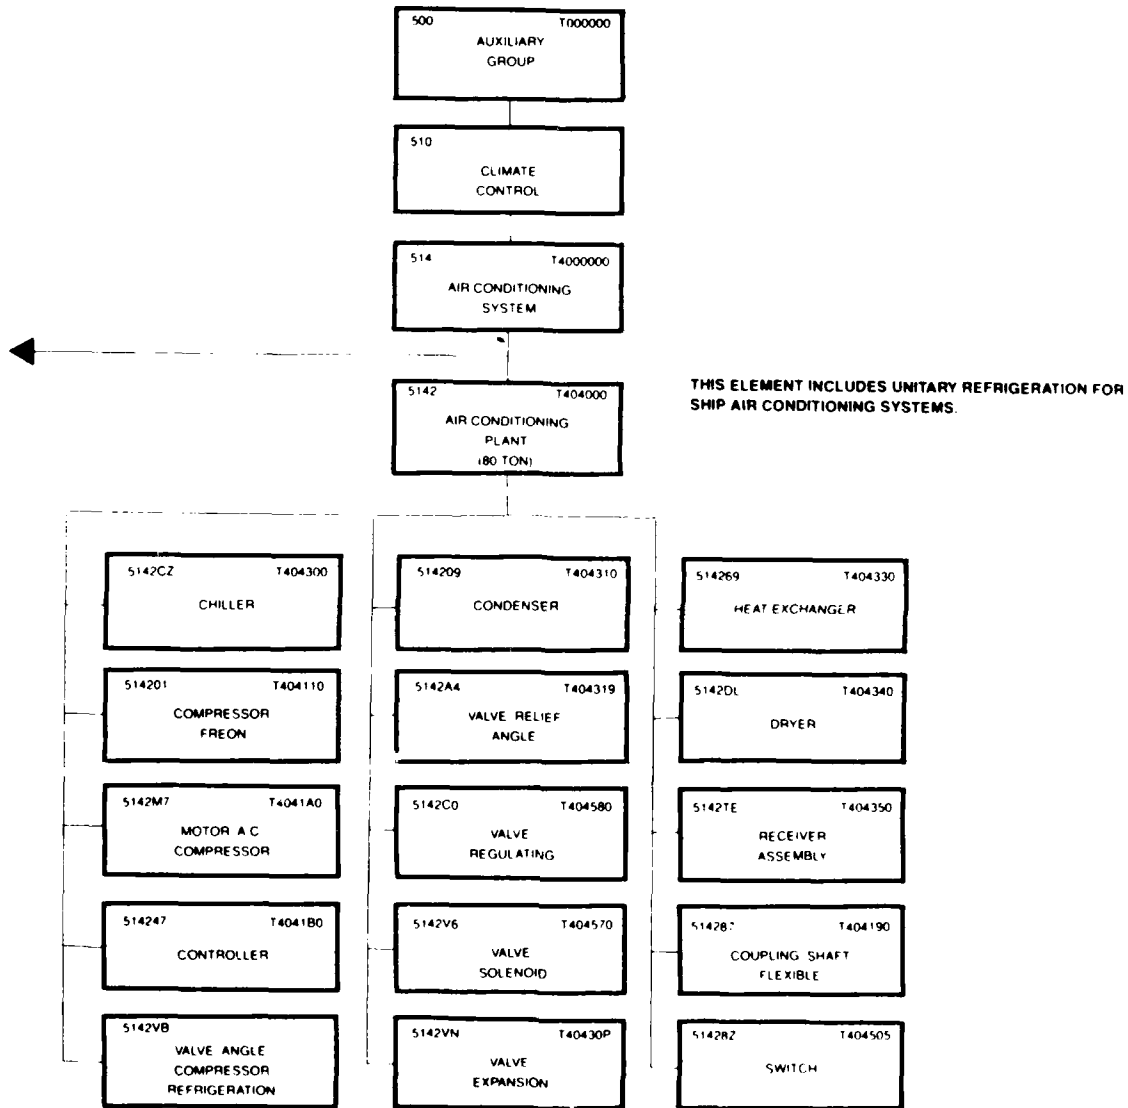 500 T000000
AUXILIARY
GROUP
510
CLIMATE
CONTROL
514 T4000000
AIR CONDITIONING
SYSTEM
5142 T404000
AIR CONDITIONING
PLANT
(80 TON)
THIS ELEMENT INCLUDES UNITARY REFRIGERATION FOR
SHIP AIR CONDITIONING SYSTEMS.
5142CZ T404300
CHILLER
514209 T404310
CONDENSER
514269 T404330
HEAT EXCHANGER
514201 T404110
COMPRESSOR
FREON
5142A4 T404319
VALVE RELIEF
ANGLE
5142DL T404340
DRYER
5142M7 T4041A0
MOTOR A C
COMPRESSOR
5142C0 T404580
VALVE
REGULATING
5142TE T404350
RECEIVER
ASSEMBLY
514247 T4041B0
CONTROLLER
5142V6 T404570
VALVE
SOLENOID
T404190
COUPLING SHAFT
FLEXIBLE
5142VB
VALVE ANGLE
COMPRESSOR
REFRIGERATION
5142VN T40430P
VALVE
EXPANSION
51428Z T404505
SWITCH